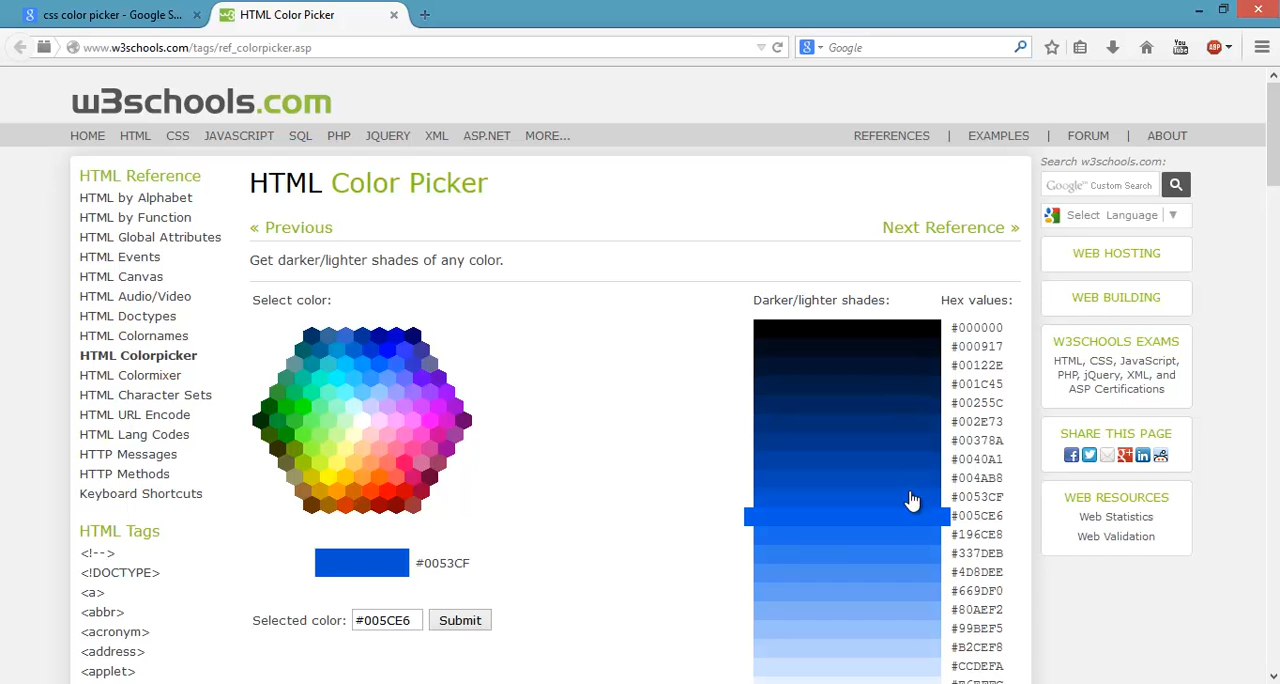 css color picker - Google S...
HTML Color Picker
www.w3schools.com/tags/ref_colorpicker.asp
Google
You Tube
ABP
w3schools.com
HOME HTML CSS JAVASCRIPT SQL PHP JQUERY XML ASP.NET MORE...
REFERENCES | EXAMPLES | FORUM | ABOUT
HTML Reference
HTML by Alphabet
HTML by Function
HTML Global Attributes
HTML Events
HTML Canvas
HTML Audio/Video
HTML Doctypes
HTML Colornames
HTML Colorpicker
HTML Colormixer
HTML Character Sets
HTML URL Encode
HTML Lang Codes
HTTP Messages
HTTP Methods
Keyboard Shortcuts
HTML Tags
<!-->
<!DOCTYPE>
<a>
<abbr>
<acronym>
<address>
<applet>
HTML Color Picker
« Previous
Next Reference »
Get darker/lighter shades of any color.
Select color:
#0053CF
Selected color: #005CE6 Submit
Darker/lighter shades:
Hex values:
#000000
#000917
#00122E
#001C45
#00255C
#002E73
#00378A
#0040A1
#004AB8
#0053CF
#005CE6
#196CE8
#337DEB
#4D8DEE
#669DF0
#80AEF2
#99BEF5
#B2CEF8
#CCDEFA
Search w3schools.com:
Google™ Custom Search
Select Language
WEB HOSTING
WEB BUILDING
W3SCHOOLS EXAMS
HTML, CSS, JavaScript,
PHP, jQuery, XML, and
ASP Certifications
SHARE THIS PAGE
WEB RESOURCES
Web Statistics
Web Validation